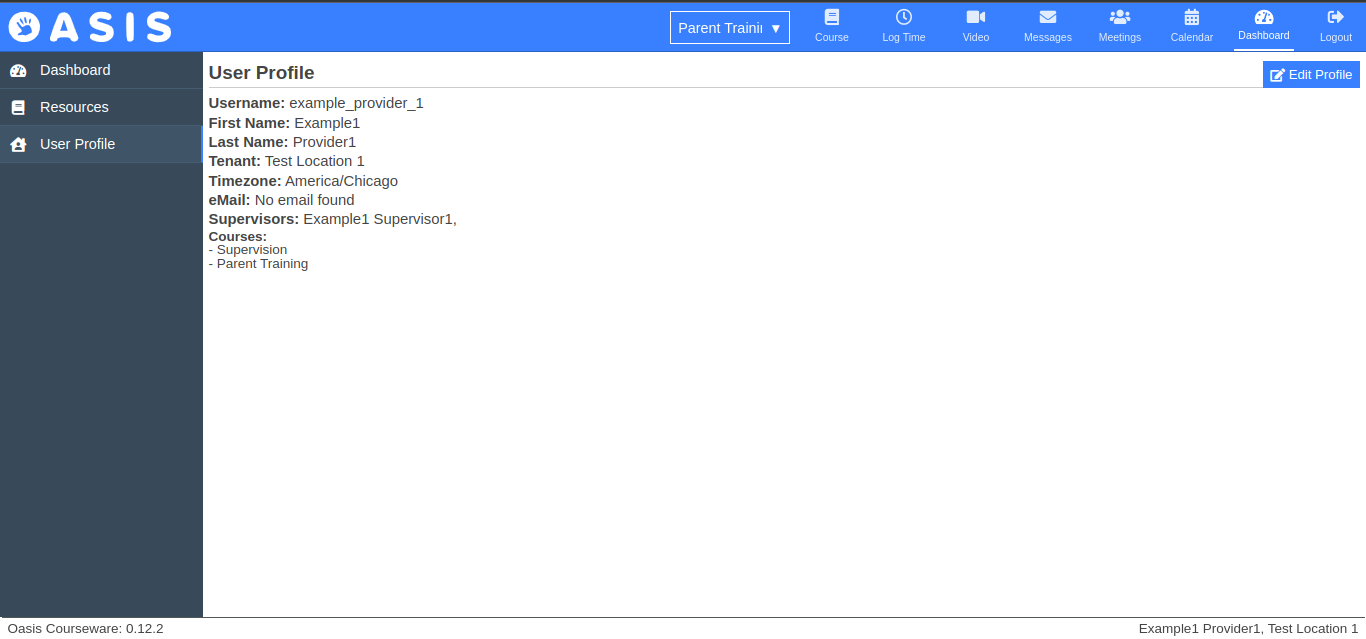 OASIS
Parent Traini ▼
Course
Log Time
Video
Messages
Meetings
Calendar
Dashboard
Logout
Dashboard
Resources
User Profile
User Profile
Edit Profile
Username: example_provider_1
First Name: Example1
Last Name: Provider1
Tenant: Test Location 1
Timezone: America/Chicago
eMail: No email found
Supervisors: Example1 Supervisor1,
Courses:
- Supervision
- Parent Training
Oasis Courseware: 0.12.2
Example1 Provider1, Test Location 1